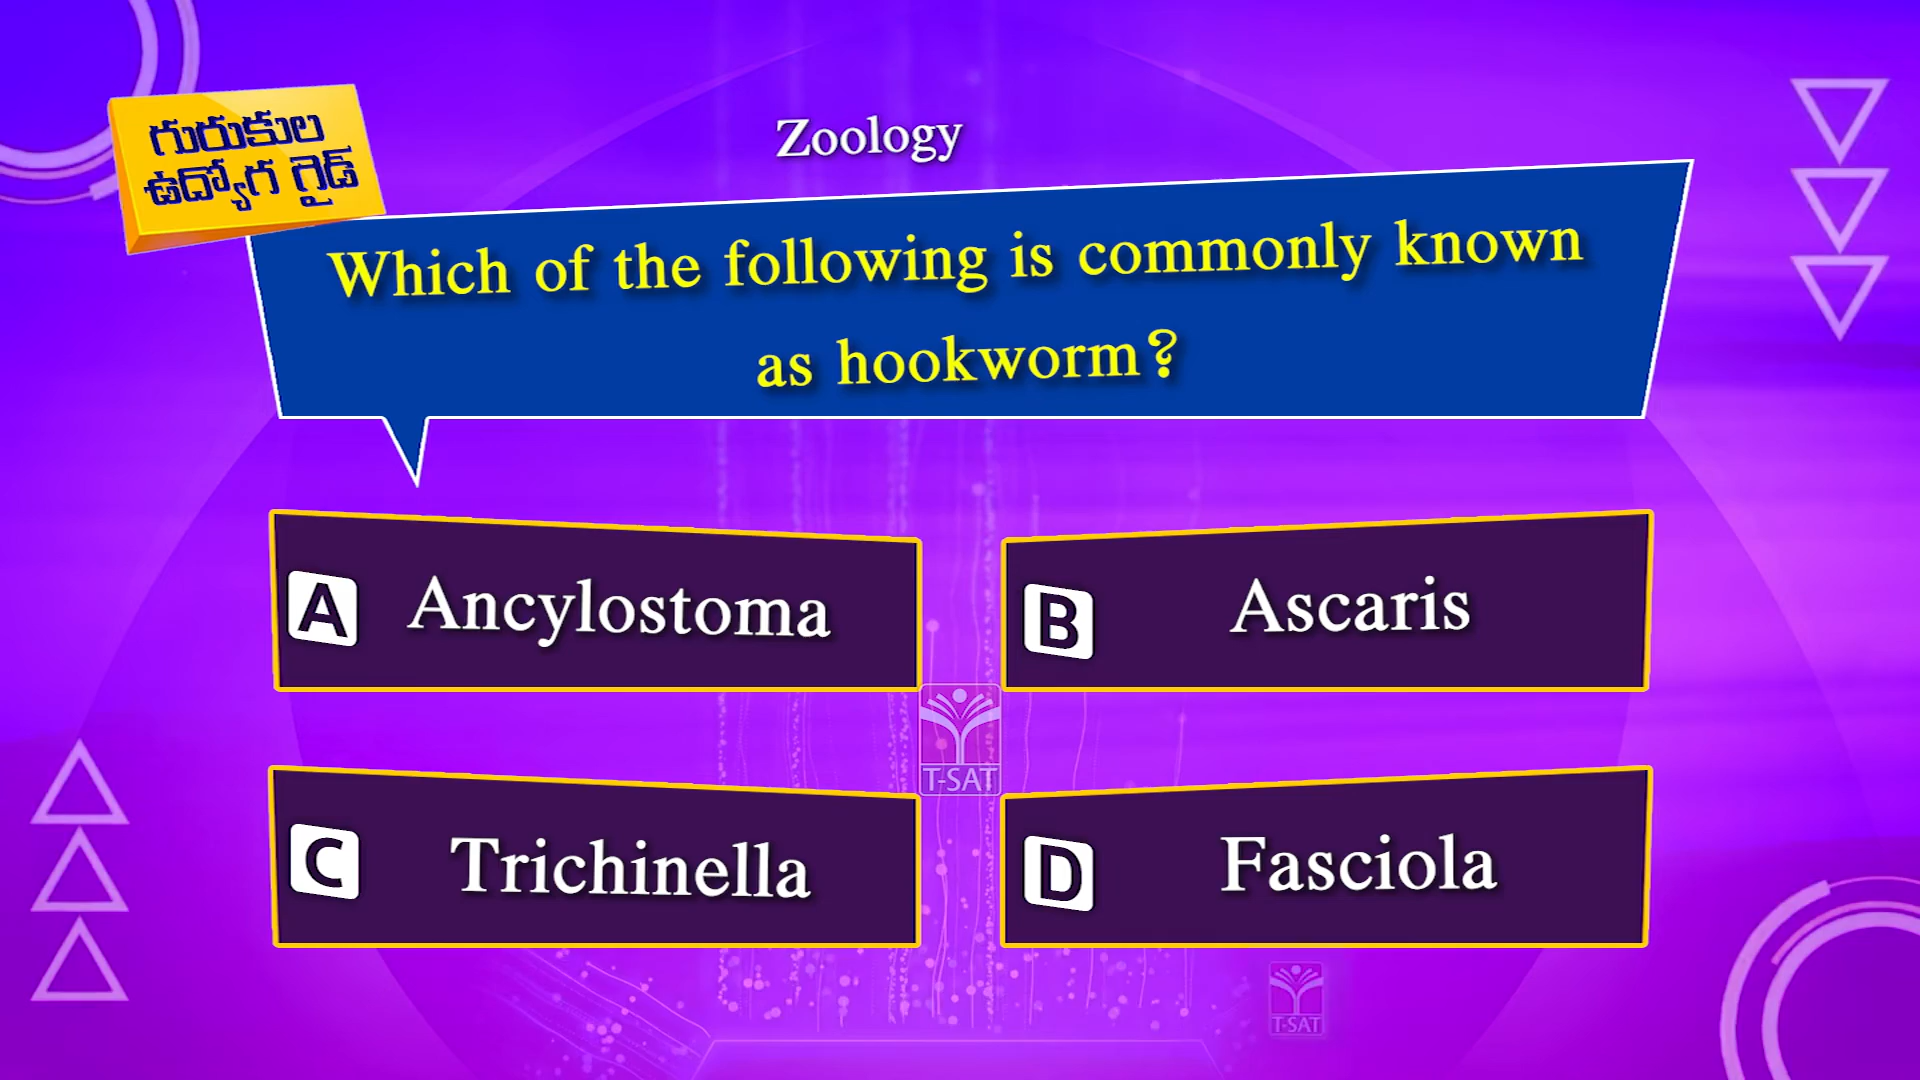 గురుకుల
ఉద్యోగ గైడ్
Zoology
Which of the following is commonly known
as hookworm?
A Ancylostoma
B Ascaris
C Trichinella
D Fasciola
T-SAT
T-SAT